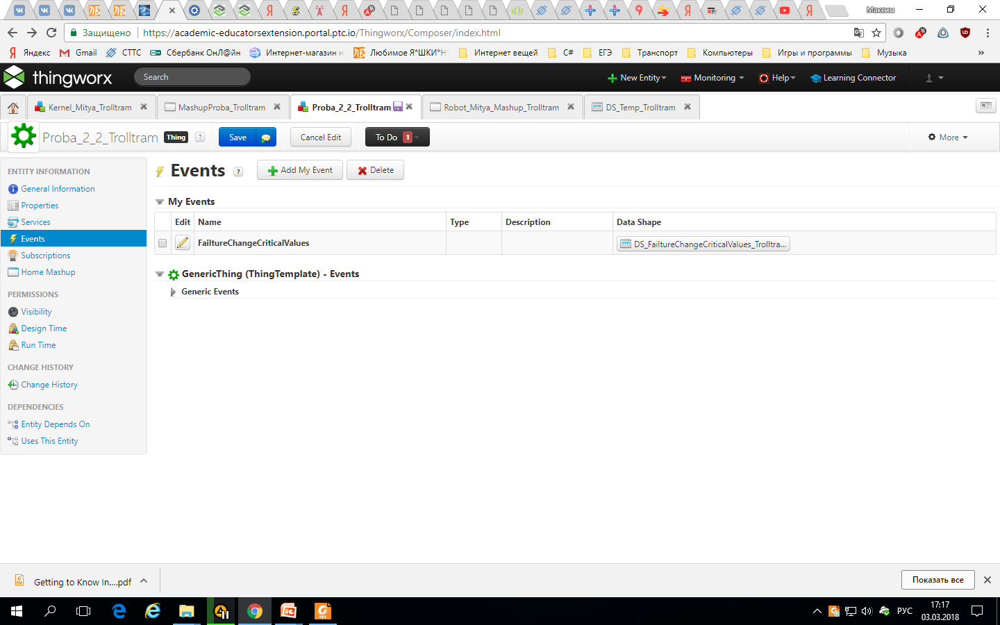 Максим
Защищено https://academic-educatorsextension.portal.ptc.io/Thingworx/Composer/index.html
Яндекс Gmail СТТС Сбербанк ОнЛ@йн Интернет-магазин Любимое Я*ШКИ*Н Интернет вещей C# ЕГЭ Транспорт Компьютеры Игры и программы Музыка »
thingworx Search New Entity Monitoring Help Learning Connector
Kernel_Mitya_Trolltram MashupProba_Trolltram Proba_2_2_Trolltram Robot_Mitya_Mashup_Trolltram DS_Temp_Trolltram
Proba_2_2_Trolltram Thing ? Save Cancel Edit To Do 1 More
ENTITY INFORMATION
General Information
Properties
Services
Events
Subscriptions
Home Mashup
PERMISSIONS
Visibility
Design Time
Run Time
CHANGE HISTORY
Change History
DEPENDENCIES
Entity Depends On
Uses This Entity
Events ? Add My Event Delete
My Events
Edit Name Type Description Data Shape
FailtureChangeCriticalValues DS_FailtureChangeCriticalValues_Trolltra...
GenericThing (ThingTemplate) - Events
Generic Events
Getting to Know In....pdf Показать все
РУС 17:17
03.03.2018